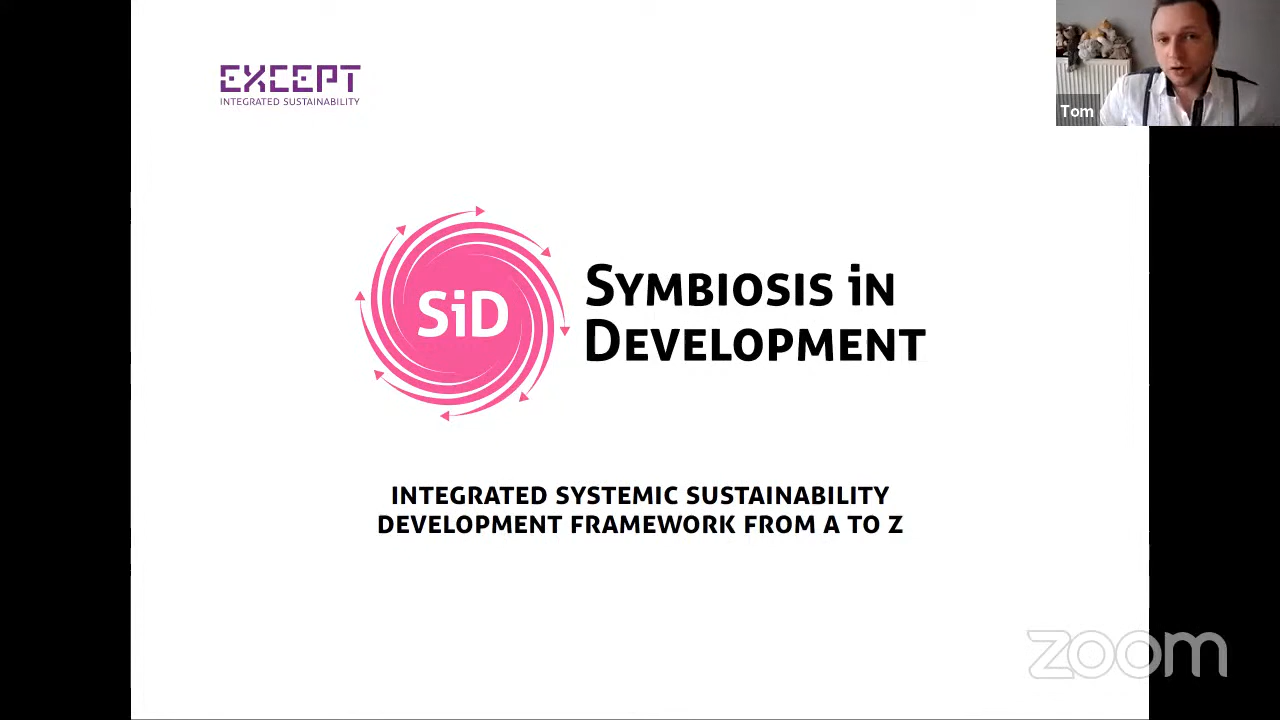 EXCEPT
INTEGRATED SUSTAINABILITY
Tom
SiD
SYMBIOSIS iN
DEVELOPMENT
INTEGRATED SYSTEMIC SUSTAINABILITY
DEVELOPMENT FRAMEWORK FROM A TO Z
zoom